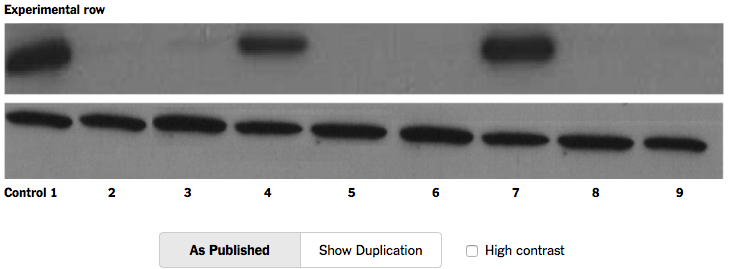 Experimental row
Control 1 2 3 4 5 6 7 8 9
As Published Show Duplication High contrast